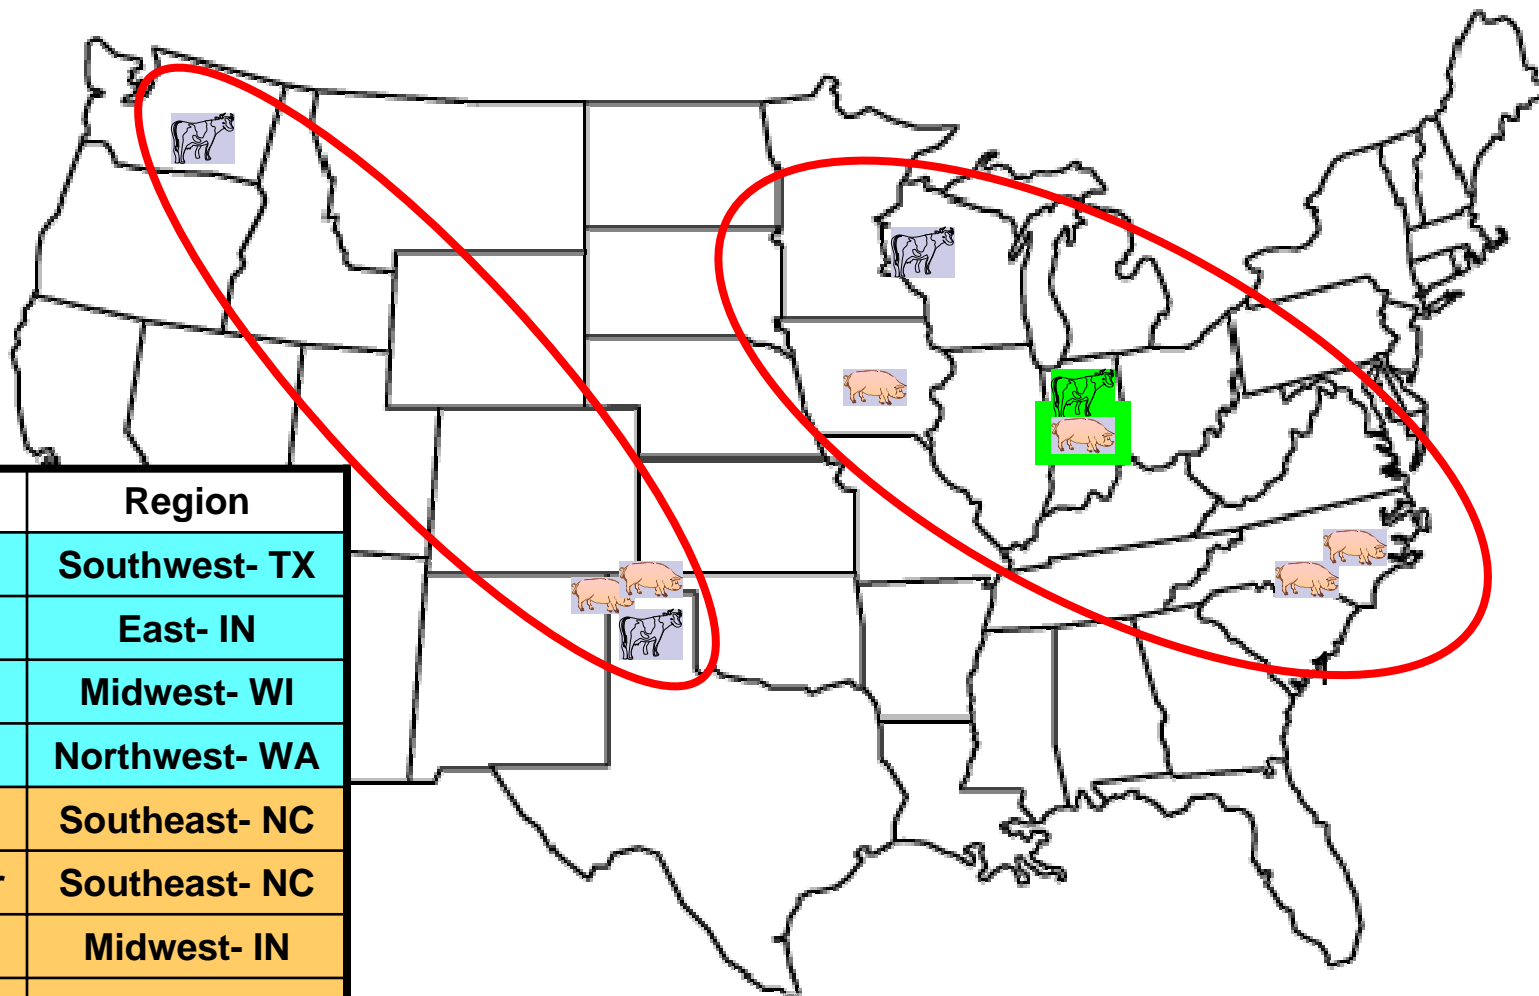 Region
Southwest- TX
East- IN
Midwest- WI
Northwest- WA
Southeast- NC
r Southeast- NC
Midwest- IN